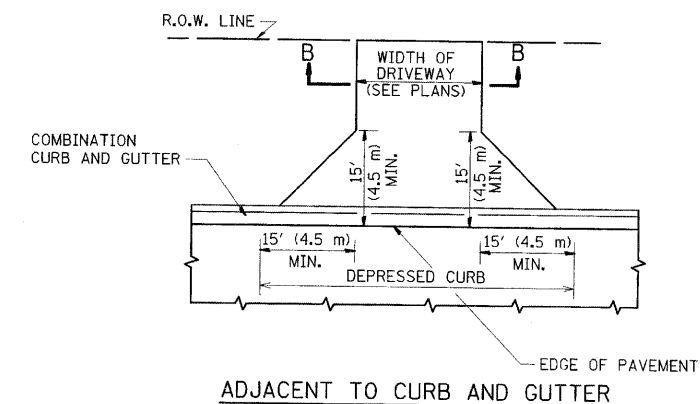 R.O.W. LINE
B
B
WIDTH OF
DRIVEWAY
(SEE PLANS)
COMBINATION
CURB AND GUTTER
15'
(4.5 m)
MIN.
15'
(4.5 m)
MIN.
15' (4.5 m)
MIN.
15' (4.5 m)
MIN.
DEPRESSED CURB
EDGE OF PAVEMENT
ADJACENT TO CURB AND GUTTER